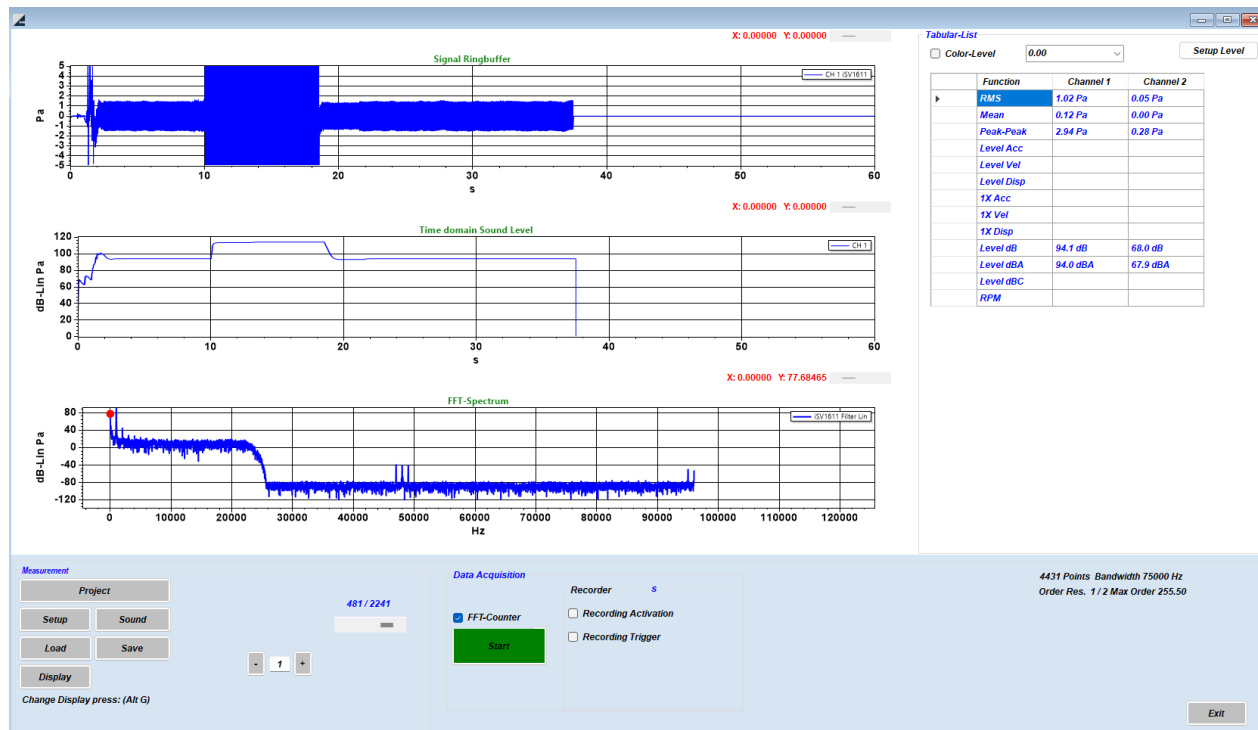 X: 0.00000 Y: 0.00000
Signal Ringbuffer
CH 1 iSV1611
Pa
5
4
3
2
1
0
-1
-2
-3
-4
-5
0 10 20 30 40 50 60
s
X: 0.00000 Y: 0.00000
Time domain Sound Level
CH 1
dB-Lin Pa
120
100
80
60
40
20
0
0 10 20 30 40 50 60
s
X: 0.00000 Y: 77.68465
FFT-Spectrum
iSV1611 Filter Lin
dB-Lin Pa
80
40
0
-40
-80
-120
0 10000 20000 30000 40000 50000 60000 70000 80000 90000 100000 110000 120000
Hz
Tabular-List
Color-Level 0.00 Setup Level
Function Channel 1 Channel 2
RMS 1.02 Pa 0.05 Pa
Mean 0.12 Pa 0.00 Pa
Peak-Peak 2.94 Pa 0.28 Pa
Level Acc
Level Vel
Level Disp
1X Acc
1X Vel
1X Disp
Level dB 94.1 dB 68.0 dB
Level dBA 94.0 dBA 67.9 dBA
Level dBC
RPM
Measurement
Project
Setup Sound
Load Save
Display
Change Display press: (Alt G)
481 / 2241
- 1 +
Data Acquisition
FFT-Counter
Start
Recorder s
Recording Activation
Recording Trigger
4431 Points Bandwidth 75000 Hz
Order Res. 1 / 2 Max Order 255.50
Exit